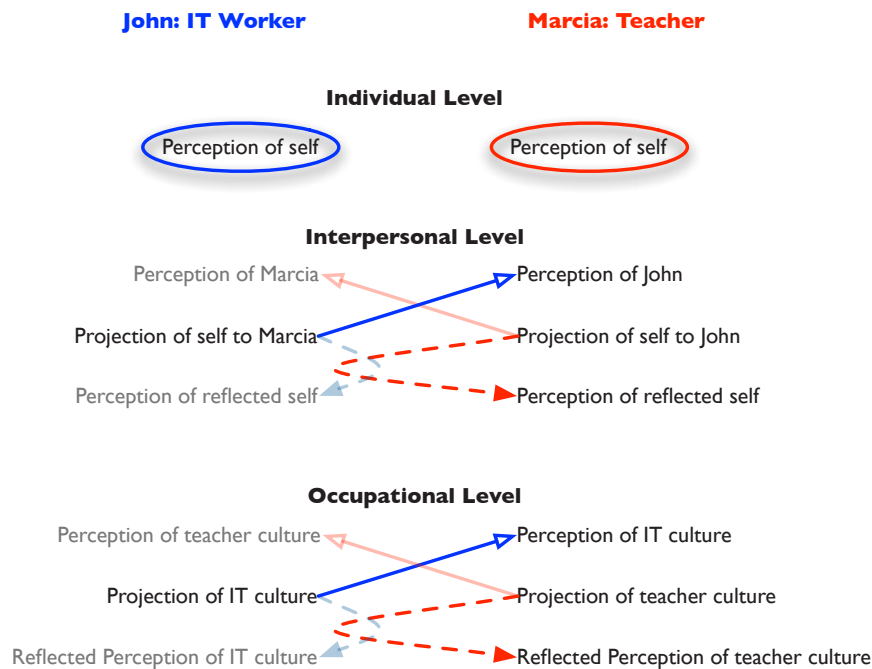 John: IT Worker
Marcia: Teacher
Individual Level
Perception of self
Perception of self
Interpersonal Level
Perception of Marcia
Perception of John
Projection of self to Marcia
Projection of self to John
Perception of reflected self
Perception of reflected self
Occupational Level
Perception of teacher culture
Perception of IT culture
Projection of IT culture
Projection of teacher culture
Reflected Perception of IT culture
Reflected Perception of teacher culture